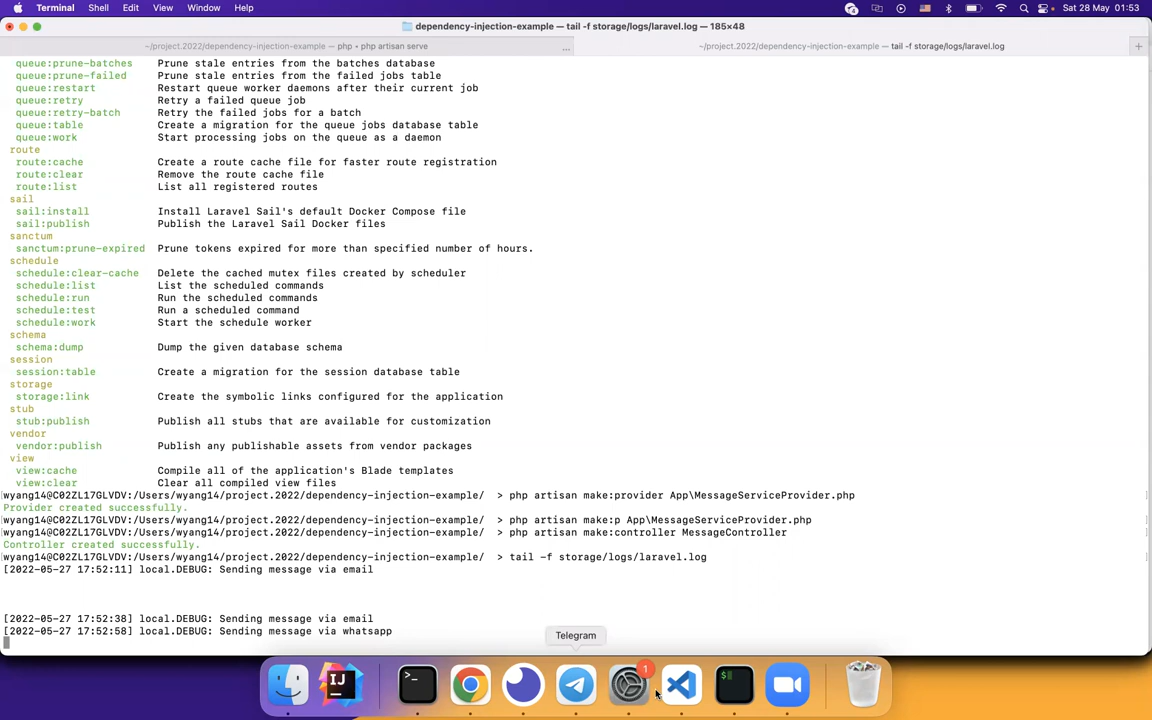 Terminal Shell Edit View Window Help Sat 28 May 01:53
dependency-injection-example — tail -f storage/logs/laravel.log — 185×48
~/project.2022/dependency-injection-example — php • php artisan serve ... ~/project.2022/dependency-injection-example — tail -f storage/logs/laravel.log +
queue:prune-batches Prune stale entries from the batches database
queue:prune-failed Prune stale entries from the failed jobs table
queue:restart Restart queue worker daemons after their current job
queue:retry Retry a failed queue job
queue:retry-batch Retry the failed jobs for a batch
queue:table Create a migration for the queue jobs database table
queue:work Start processing jobs on the queue as a daemon
route
route:cache Create a route cache file for faster route registration
route:clear Remove the route cache file
route:list List all registered routes
sail
sail:install Install Laravel Sail's default Docker Compose file
sail:publish Publish the Laravel Sail Docker files
sanctum
sanctum:prune-expired Prune tokens expired for more than specified number of hours.
schedule
schedule:clear-cache Delete the cached mutex files created by scheduler
schedule:list List the scheduled commands
schedule:run Run the scheduled commands
schedule:test Run a scheduled command
schedule:work Start the schedule worker
schema
schema:dump Dump the given database schema
session
session:table Create a migration for the session database table
storage
storage:link Create the symbolic links configured for the application
stub
stub:publish Publish all stubs that are available for customization
vendor
vendor:publish Publish any publishable assets from vendor packages
view
view:cache Compile all of the application's Blade templates
view:clear Clear all compiled view files
wyang14@C02ZL17GLVDV:/Users/wyang14/project.2022/dependency-injection-example/ > php artisan make:provider App\MessageServiceProvider.php
Provider created successfully.
wyang14@C02ZL17GLVDV:/Users/wyang14/project.2022/dependency-injection-example/ > php artisan make:p App\MessageServiceProvider.php
wyang14@C02ZL17GLVDV:/Users/wyang14/project.2022/dependency-injection-example/ > php artisan make:controller MessageController
Controller created successfully.
wyang14@C02ZL17GLVDV:/Users/wyang14/project.2022/dependency-injection-example/ > tail -f storage/logs/laravel.log
[2022-05-27 17:52:11] local.DEBUG: Sending message via email
[2022-05-27 17:52:38] local.DEBUG: Sending message via email
[2022-05-27 17:52:58] local.DEBUG: Sending message via whatsapp
Telegram
IJ >_ 1 $